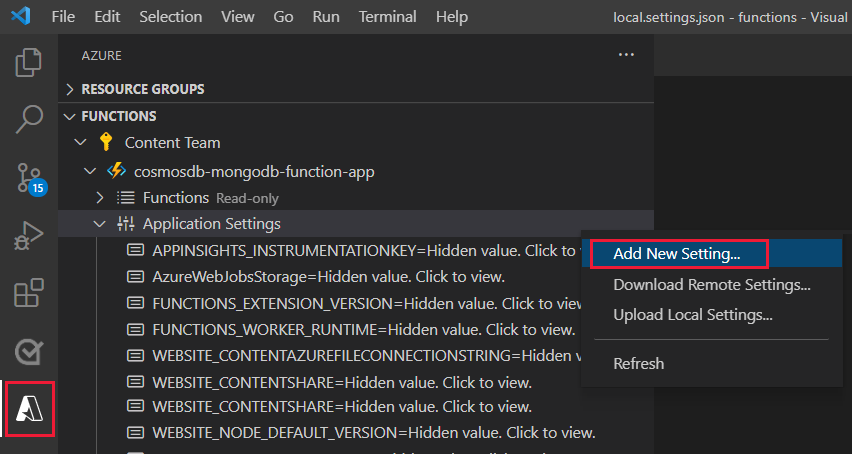 File Edit Selection View Go Run Terminal Help local.settings.json - functions - Visual
AZURE
RESOURCE GROUPS
FUNCTIONS
Content Team
cosmosdb-mongodb-function-app
Functions Read-only
Application Settings
APPINSIGHTS_INSTRUMENTATIONKEY=Hidden value. Click to
AzureWebJobsStorage=Hidden value. Click to view.
FUNCTIONS_EXTENSION_VERSION=Hidden value. Click to view.
FUNCTIONS_WORKER_RUNTIME=Hidden value. Click to view.
WEBSITE_CONTENTAZUREFILECONNECTIONSTRING=Hidden
WEBSITE_CONTENTSHARE=Hidden value. Click to view.
WEBSITE_CONTENTSHARE=Hidden value. Click to view.
WEBSITE_NODE_DEFAULT_VERSION=Hidden value. Click to view.
Add New Setting...
Download Remote Settings...
Upload Local Settings...
Refresh
15